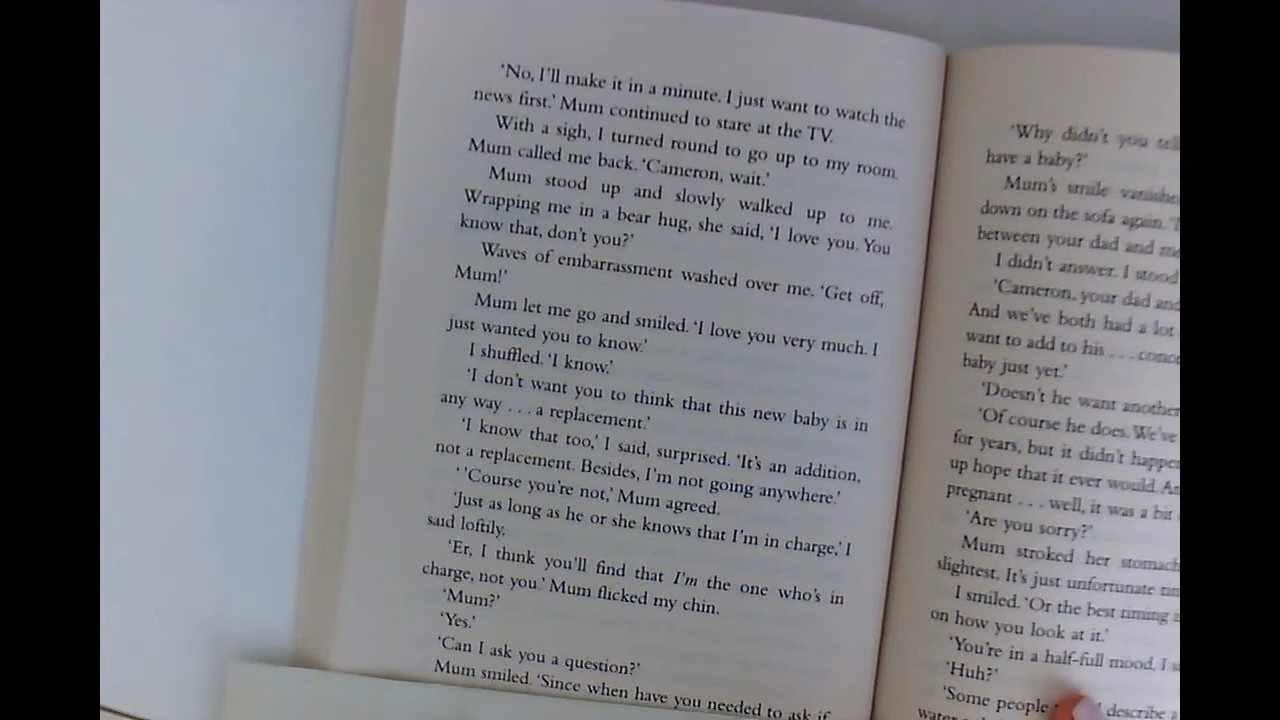 ‘No, I’ll make it in a minute. I just want to watch the
news first.’ Mum continued to stare at the TV.
With a sigh, I turned round to go up to my room.
Mum called me back. ‘Cameron, wait.’
Mum stood up and slowly walked up to me.
Wrapping me in a bear hug, she said, ‘I love you. You
know that, don’t you?’
Waves of embarrassment washed over me. ‘Get off,
Mum!’
Mum let me go and smiled. ‘I love you very much. I
just wanted you to know.’
I shuffled. ‘I know.’
‘I don’t want you to think that this new baby is in
any way . . . a replacement.’
‘I know that too,’ I said, surprised. ‘It’s an addition,
not a replacement. Besides, I’m not going anywhere.’
‘ ’Course you’re not,’ Mum agreed.
‘Just as long as he or she knows that I’m in charge,’ I
said loftily.
‘Er, I think you’ll find that I’m the one who’s in
charge, not you.’ Mum flicked my chin.
‘Mum?’
‘Yes.’
‘Can I ask you a question?’
Mum smiled. ‘Since when have you needed to ask if
‘Why didn’t you
have a baby?’
Mum’s smile
down on the sofa again.
between your dad and
I didn’t answer. I stood
‘Cameron, your dad and
And we’ve both had a lot
want to add to his . . .
baby just yet.’
‘Doesn’t he want another
‘Of course he does. We’ve
for years, but it didn’t
up hope that it ever would.
pregnant . . . well, it was a bit
‘Are you sorry?’
Mum stroked her
slightest. It’s just unfortunate
I smiled. ‘Or the best timing
on how you look at it.’
‘You’re in a half-full mood, I
‘Huh?’
‘Some people describe